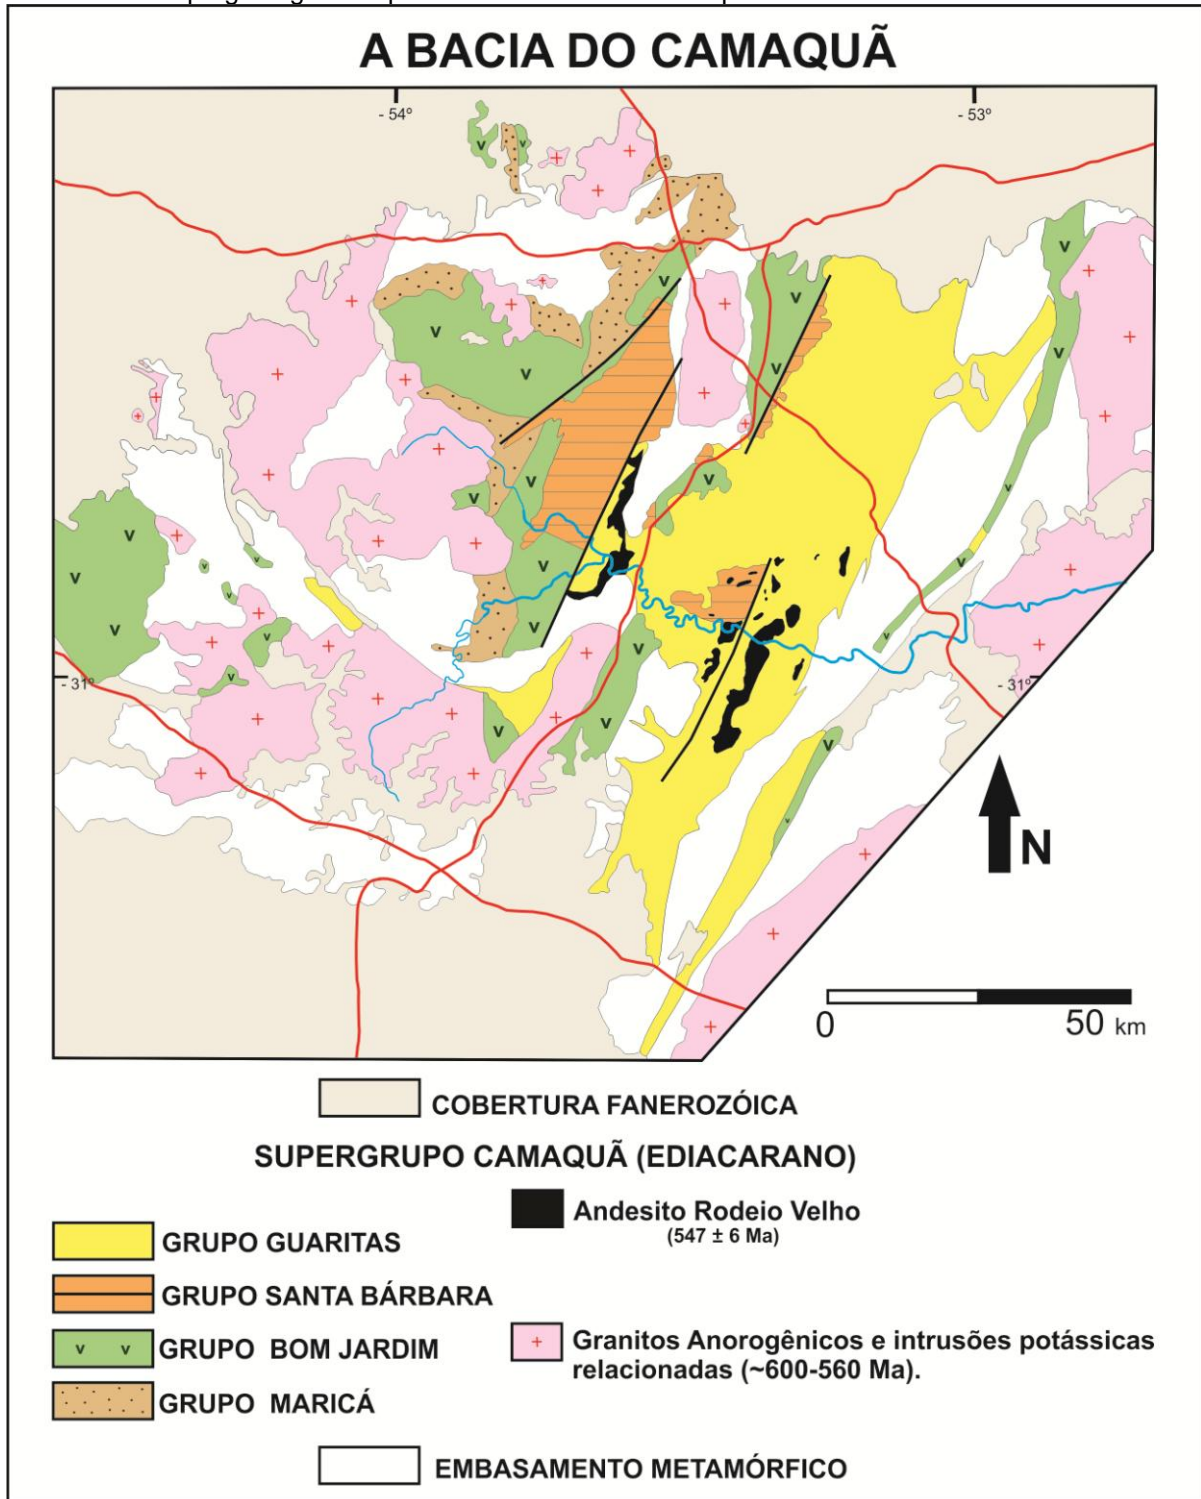 A BACIA DO CAMAQUÃ
- 54º
- 53º
- 31º
- 31º
N
0
50 km
COBERTURA FANEROZÓICA
SUPERGRUPO CAMAQUÃ (EDIACARANO)
Andesito Rodeio Velho
(547 ± 6 Ma)
GRUPO GUARITAS
GRUPO SANTA BÁRBARA
v v GRUPO BOM JARDIM
+ Granitos Anorogênicos e intrusões potássicas
relacionadas (~600-560 Ma).
GRUPO MARICÁ
EMBASAMENTO METAMÓRFICO